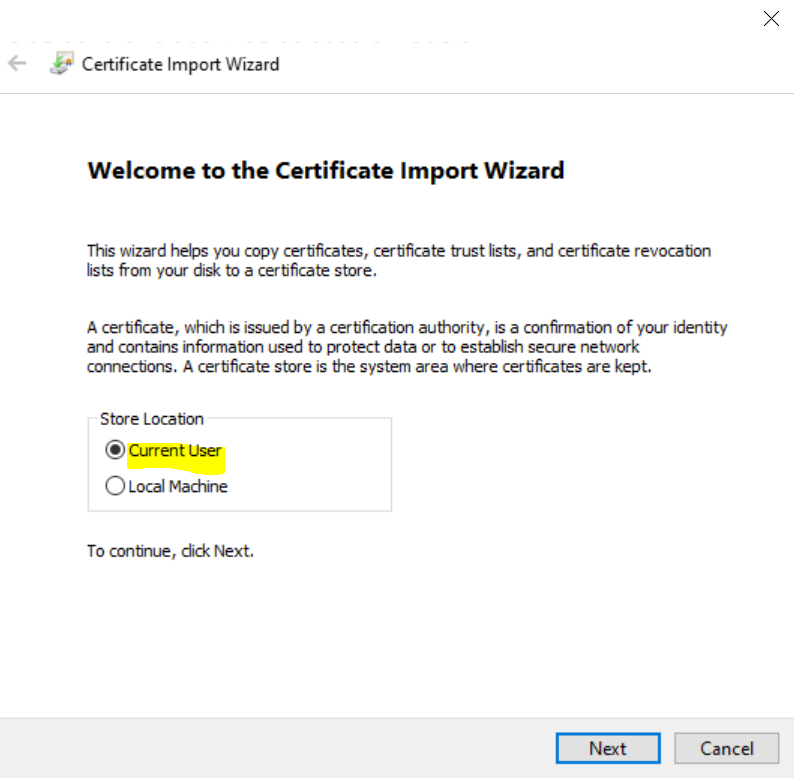 Certificate Import Wizard
Welcome to the Certificate Import Wizard
This wizard helps you copy certificates, certificate trust lists, and certificate revocation
lists from your disk to a certificate store.
A certificate, which is issued by a certification authority, is a confirmation of your identity
and contains information used to protect data or to establish secure network
connections. A certificate store is the system area where certificates are kept.
Store Location
Current User
Local Machine
To continue, click Next.
Next
Cancel